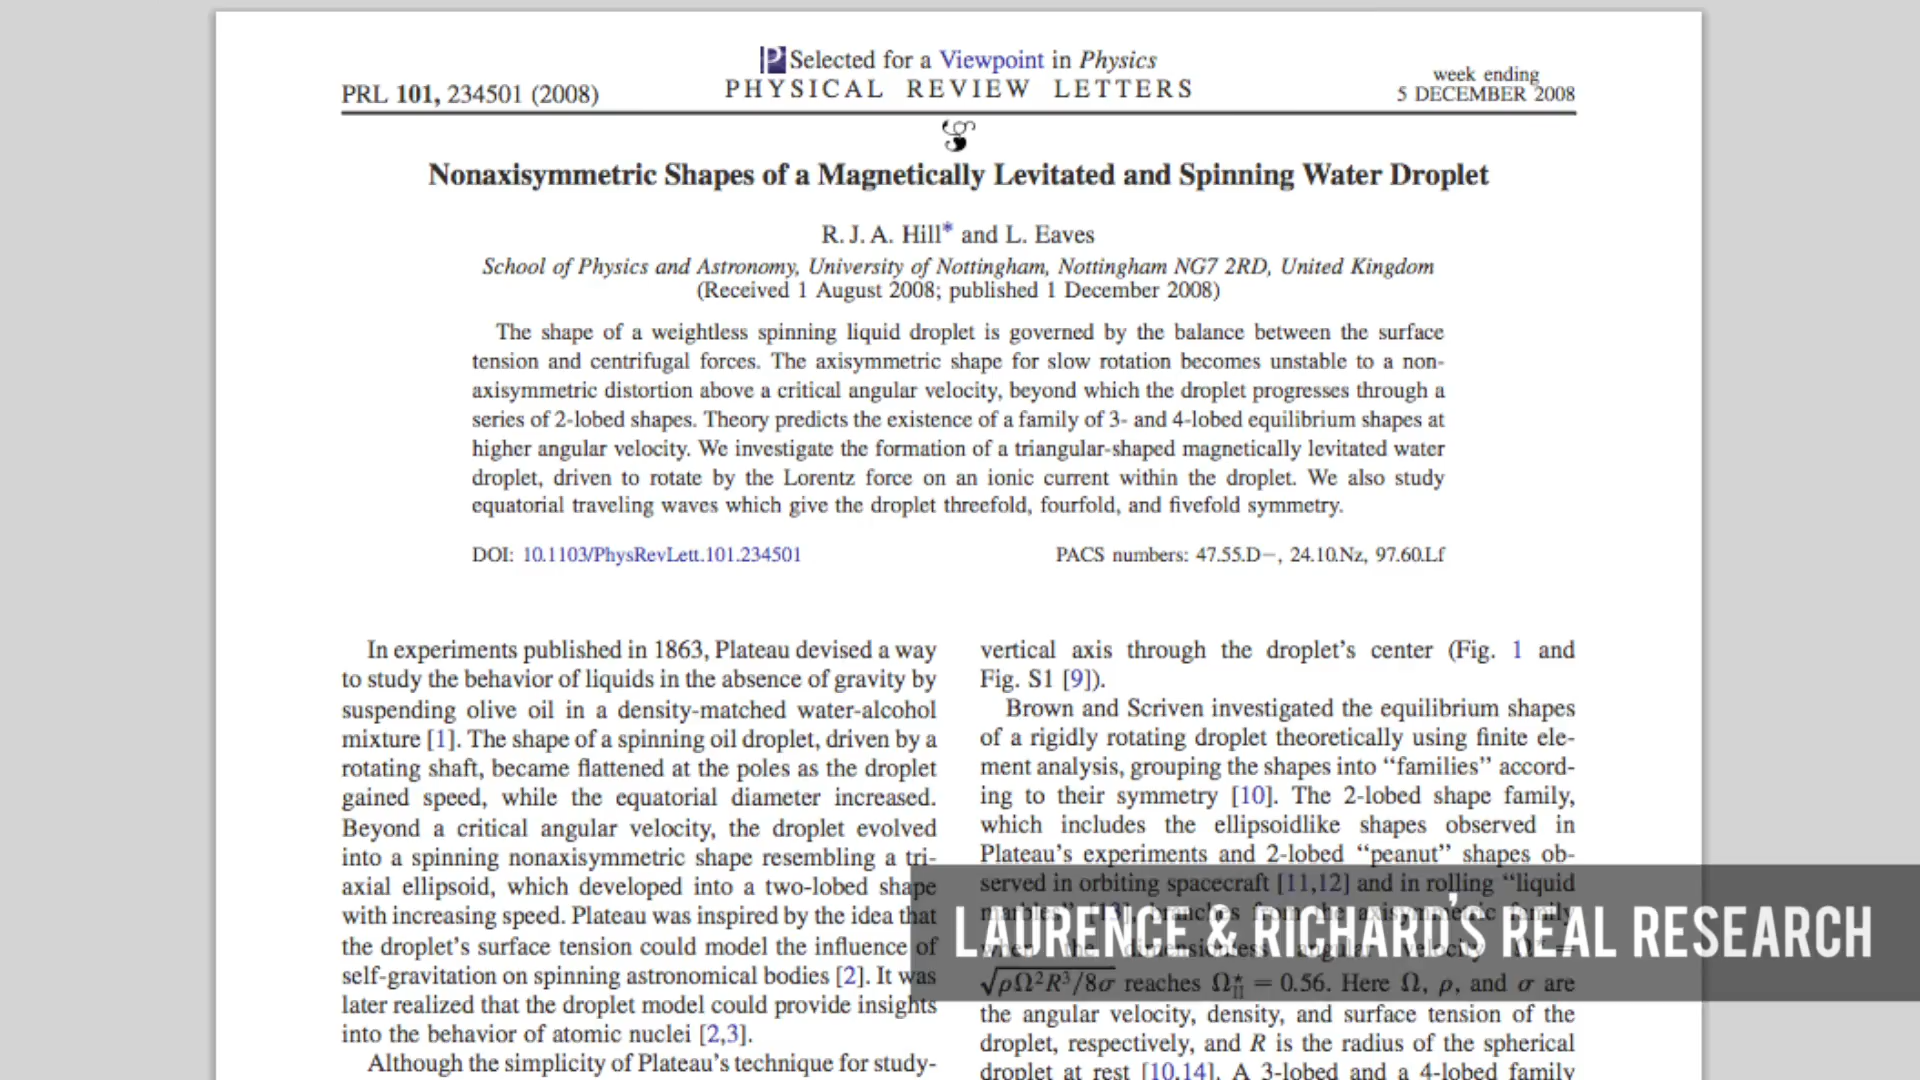 Selected for a Viewpoint in Physics
PRL 101, 234501 (2008)
PHYSICAL REVIEW LETTERS
week ending
5 DECEMBER 2008
Nonaxisymmetric Shapes of a Magnetically Levitated and Spinning Water Droplet
R. J. A. Hill* and L. Eaves
School of Physics and Astronomy, University of Nottingham, Nottingham NG7 2RD, United Kingdom
(Received 1 August 2008; published 1 December 2008)
The shape of a weightless spinning liquid droplet is governed by the balance between the surface
tension and centrifugal forces. The axisymmetric shape for slow rotation becomes unstable to a non-
axisymmetric distortion above a critical angular velocity, beyond which the droplet progresses through a
series of 2-lobed shapes. Theory predicts the existence of a family of 3- and 4-lobed equilibrium shapes at
higher angular velocity. We investigate the formation of a triangular-shaped magnetically levitated water
droplet, driven to rotate by the Lorentz force on an ionic current within the droplet. We also study
equatorial traveling waves which give the droplet threefold, fourfold, and fivefold symmetry.
DOI: 10.1103/PhysRevLett.101.234501
PACS numbers: 47.55.D−, 24.10.Nz, 97.60.Lf
In experiments published in 1863, Plateau devised a way
to study the behavior of liquids in the absence of gravity by
suspending olive oil in a density-matched water-alcohol
mixture [1]. The shape of a spinning oil droplet, driven by a
rotating shaft, became flattened at the poles as the droplet
gained speed, while the equatorial diameter increased.
Beyond a critical angular velocity, the droplet evolved
into a spinning nonaxisymmetric shape resembling a tri-
axial ellipsoid, which developed into a two-lobed shape
with increasing speed. Plateau was inspired by the idea that
the droplet's surface tension could model the influence of
self-gravitation on spinning astronomical bodies [2]. It was
later realized that the droplet model could provide insights
into the behavior of atomic nuclei [2,3].
Although the simplicity of Plateau's technique for study-
vertical axis through the droplet's center (Fig. 1 and
Fig. S1 [9]).
Brown and Scriven investigated the equilibrium shapes
of a rigidly rotating droplet theoretically using finite ele-
ment analysis, grouping the shapes into "families" accord-
ing to their symmetry [10]. The 2-lobed shape family,
which includes the ellipsoidlike shapes observed in
Plateau's experiments and 2-lobed "peanut" shapes ob-
served in orbiting spacecraft [11,12] and in rolling "liquid
marbles" [13], branches from the axisymmetric family
when the dimensionless angular velocity Ω* =
√ρΩ²R³/8σ reaches Ω*II = 0.56. Here Ω, ρ, and σ are
the angular velocity, density, and surface tension of the
droplet, respectively, and R is the radius of the spherical
droplet at rest [10,14]. A 3-lobed and a 4-lobed family
LAURENCE & RICHARD'S REAL RESEARCH